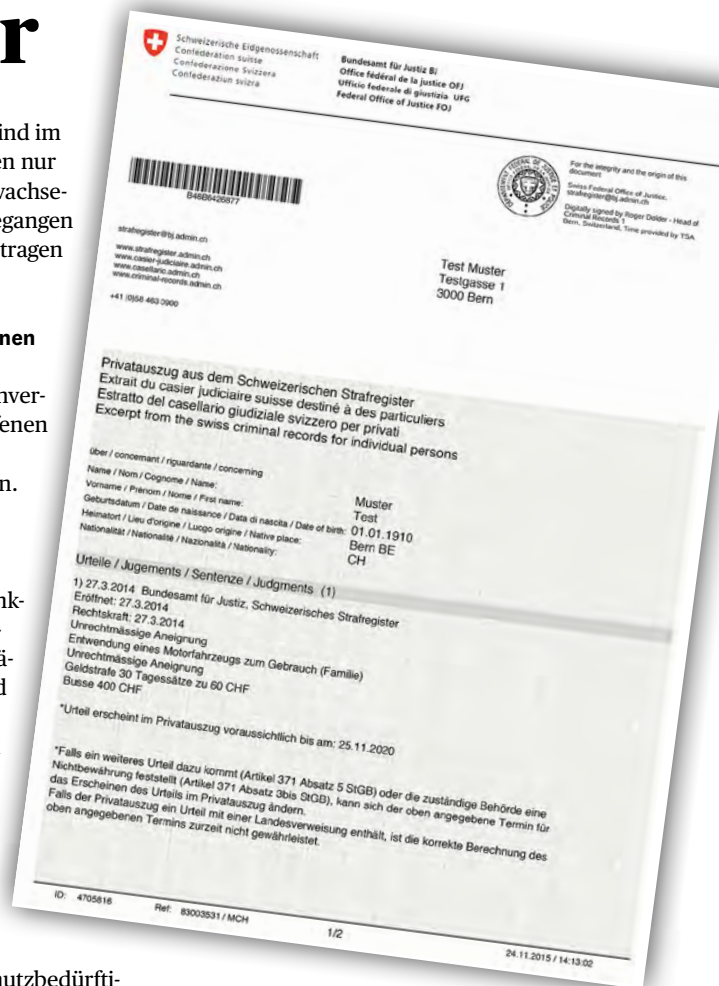 r
ind im
en nur
wachse-
egangen
tragen
nen
nver-
fenen
n.
nk-
ä-
d
nutzbedürfti-
Schweizerische Eidgenossenschaft
Confédération suisse
Confederazione Svizzera
Confederaziun svizra
Bundesamt für Justiz BJ
Office fédéral de la justice OFJ
Ufficio federale di giustizia UFG
Federal Office of Justice FOJ
B46B6426877
For the integrity and the origin of this
document
Swiss Federal Office of Justice.
strafregister@bj.admin.ch
Digitally signed by Roger Dolder - Head of
Criminal Records 1
Bern, Switzerland, Time provided by TSA
strafregister@bj.admin.ch
www.strafregister.admin.ch
www.casier-judiciaire.admin.ch
www.casellario.admin.ch
www.criminal-records.admin.ch
+41 (0)58 463 0900
Test Muster
Testgasse 1
3000 Bern
Privatauszug aus dem Schweizerischen Strafregister
Extrait du casier judiciaire suisse destiné à des particuliers
Estratto del casellario giudiziale svizzero per privati
Excerpt from the swiss criminal records for individual persons
über / concernant / riguardante / concerning
Name / Nom / Cognome / Name: Muster
Vorname / Prénom / Nome / First name: Test
Geburtsdatum / Date de naissance / Data di nascita / Date of birth: 01.01.1910
Heimatort / Lieu d'origine / Luogo origine / Native place: Bern BE
Nationalität / Nationalité / Nazionalità / Nationality: CH
Urteile / Jugements / Sentenze / Judgments (1)
1) 27.3.2014 Bundesamt für Justiz, Schweizerisches Strafregister
Eröffnet: 27.3.2014
Rechtskraft: 27.3.2014
Unrechtmässige Aneignung
Entwendung eines Motorfahrzeugs zum Gebrauch (Familie)
Unrechtmässige Aneignung
Geldstrafe 30 Tagessätze zu 60 CHF
Busse 400 CHF
*Urteil erscheint im Privatauszug voraussichtlich bis am: 25.11.2020
*Falls ein weiteres Urteil dazu kommt (Artikel 371 Absatz 5 StGB) oder die zuständige Behörde eine
Nichtbewährung feststellt (Artikel 371 Absatz 3bis StGB), kann sich der oben angegebene Termin für
das Erscheinen des Urteils im Privatauszug ändern.
Falls der Privatauszug ein Urteil mit einer Landesverweisung enthält, ist die korrekte Berechnung des
oben angegebenen Termins zurzeit nicht gewährleistet.
ID: 4705816 Ref: 83003531 / MCH 1/2 24.11.2015 / 14:13:02